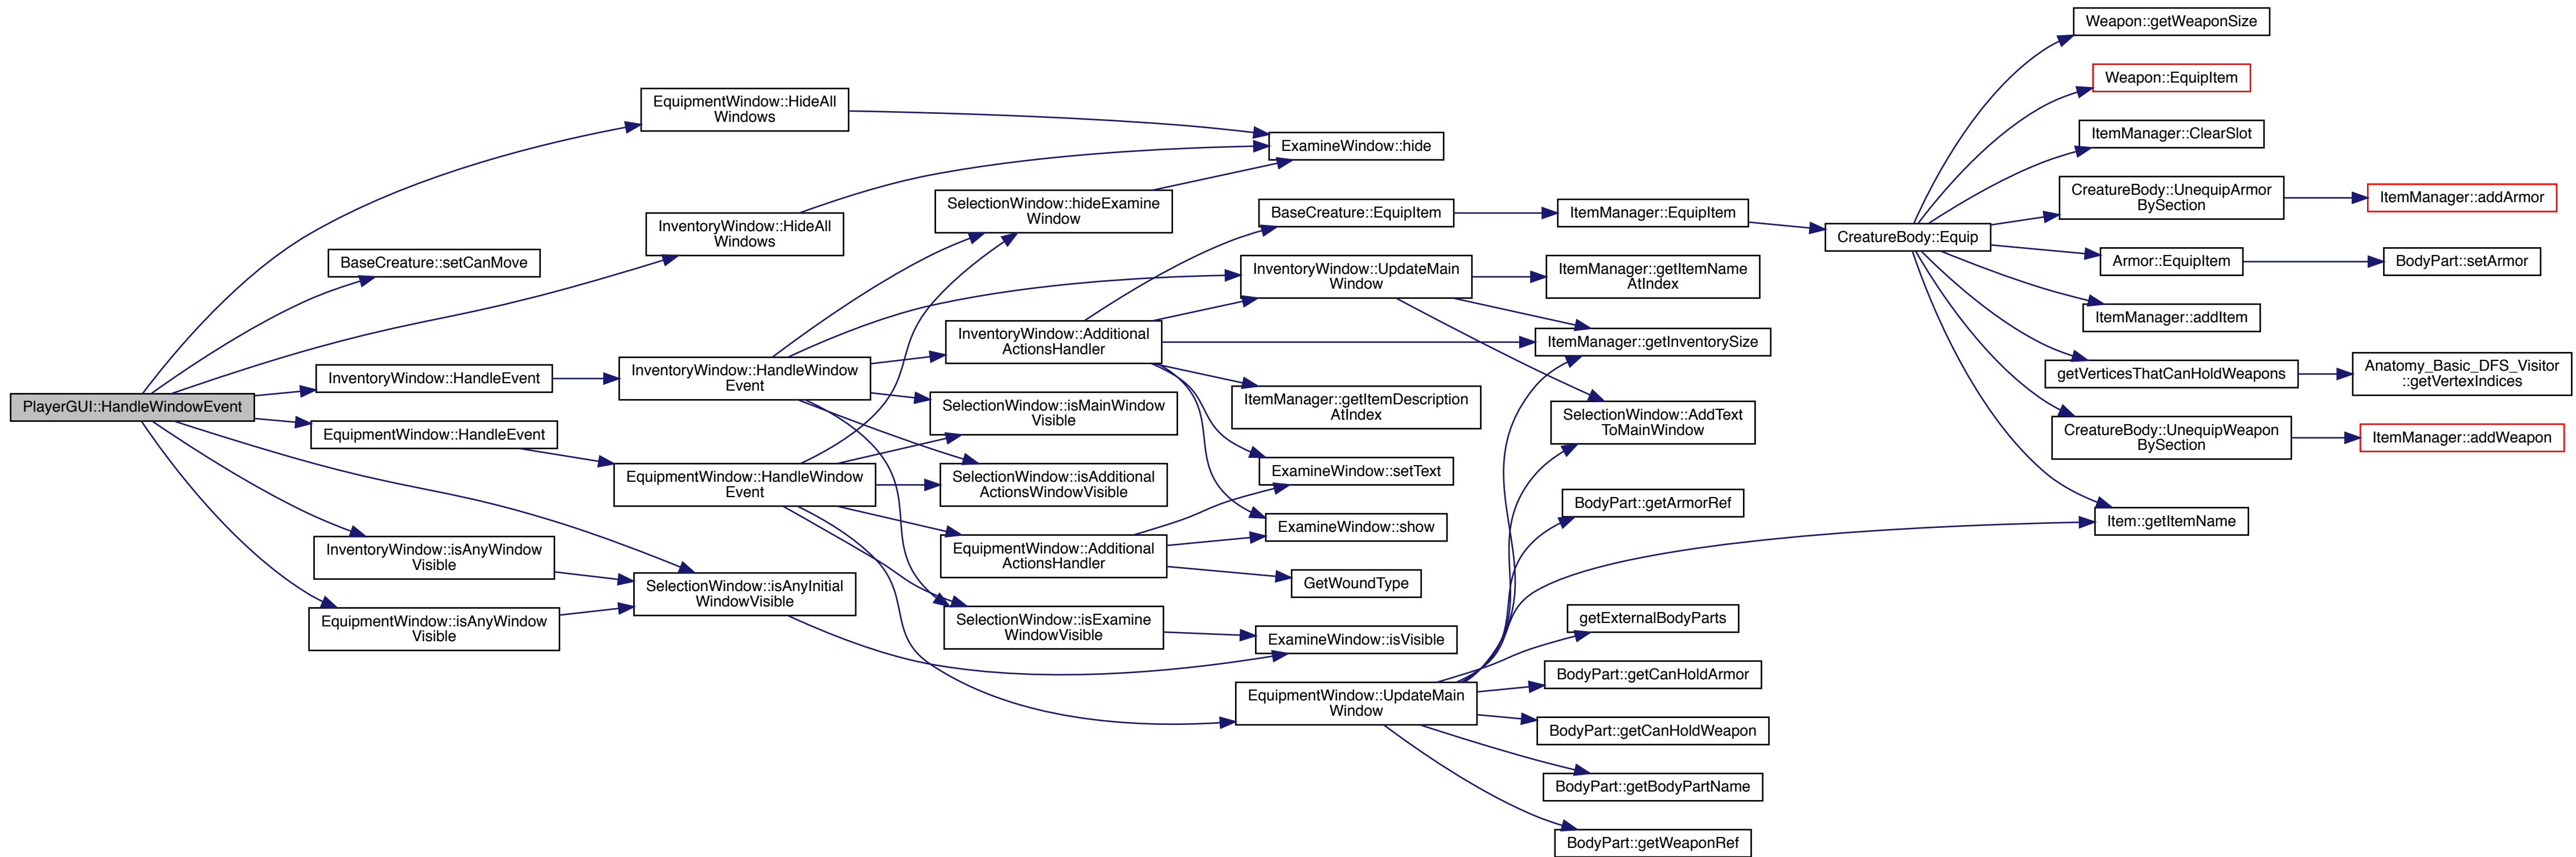 PlayerGUI::HandleWindowEvent
EquipmentWindow::HideAll
Windows
BaseCreature::setCanMove
InventoryWindow::HideAll
Windows
InventoryWindow::HandleEvent
EquipmentWindow::HandleEvent
InventoryWindow::isAnyWindow
Visible
EquipmentWindow::isAnyWindow
Visible
InventoryWindow::HandleWindow
Event
EquipmentWindow::HandleWindow
Event
SelectionWindow::isAnyInitial
WindowVisible
SelectionWindow::hideExamine
Window
InventoryWindow::Additional
ActionsHandler
SelectionWindow::isMainWindow
Visible
SelectionWindow::isAdditional
ActionsWindowVisible
EquipmentWindow::Additional
ActionsHandler
SelectionWindow::isExamine
WindowVisible
ExamineWindow::hide
BaseCreature::EquipItem
InventoryWindow::UpdateMain
Window
ItemManager::getItemDescription
AtIndex
ExamineWindow::setText
ExamineWindow::show
GetWoundType
ExamineWindow::isVisible
EquipmentWindow::UpdateMain
Window
ItemManager::EquipItem
ItemManager::getItemName
AtIndex
ItemManager::getInventorySize
SelectionWindow::AddText
ToMainWindow
BodyPart::getArmorRef
getExternalBodyParts
BodyPart::getCanHoldArmor
BodyPart::getCanHoldWeapon
BodyPart::getBodyPartName
BodyPart::getWeaponRef
CreatureBody::Equip
Weapon::getWeaponSize
Weapon::EquipItem
ItemManager::ClearSlot
CreatureBody::UnequipArmor
BySection
Armor::EquipItem
ItemManager::addItem
getVerticesThatCanHoldWeapons
CreatureBody::UnequipWeapon
BySection
Item::getItemName
ItemManager::addArmor
BodyPart::setArmor
Anatomy_Basic_DFS_Visitor
::getVertexIndices
ItemManager::addWeapon